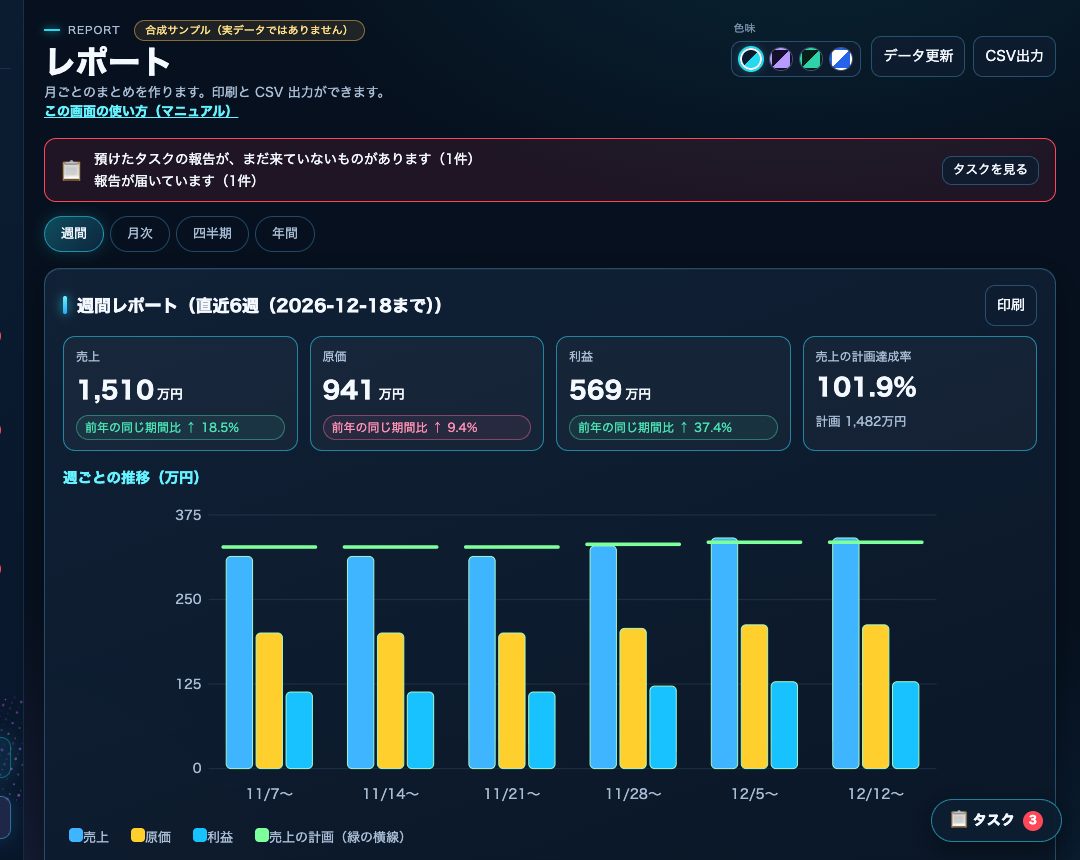 REPORT 合成サンプル（実データではありません）
レポート
月ごとのまとめを作ります。印刷と CSV 出力ができます。
この画面の使い方（マニュアル）
色味
データ更新
CSV出力
預けたタスクの報告が、まだ来ていないものがあります（1件）
報告が届いています（1件）
タスクを見る
週間 月次 四半期 年間
週間レポート（直近6週（2026-12-18まで））
印刷
売上
1,510万円
前年の同じ期間比 ↑ 18.5%
原価
941万円
前年の同じ期間比 ↑ 9.4%
利益
569万円
前年の同じ期間比 ↑ 37.4%
売上の計画達成率
101.9%
計画 1,482万円
週ごとの推移（万円）
375
250
125
0
11/7〜 11/14〜 11/21〜 11/28〜 12/5〜 12/12〜
売上 原価 利益 売上の計画（緑の横線）
タスク 3